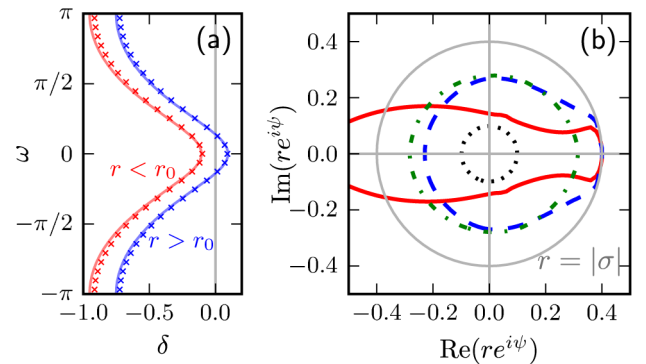 (a)
ω
π
π/2
0
−π/2
−π
r < r₀
r > r₀
−1.0 −0.5 0.0
δ
(b)
Im(re^{iψ})
0.4
0.2
0.0
−0.2
−0.4
r = |σ|
−0.4 −0.2 0.0 0.2 0.4
Re(re^{iψ})